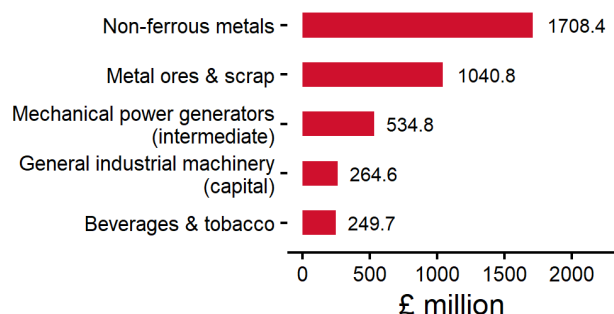 Non-ferrous metals
1708.4
Metal ores & scrap
1040.8
Mechanical power generators
(intermediate)
534.8
General industrial machinery
(capital)
264.6
Beverages & tobacco
249.7
0 500 1000 1500 2000
£ million